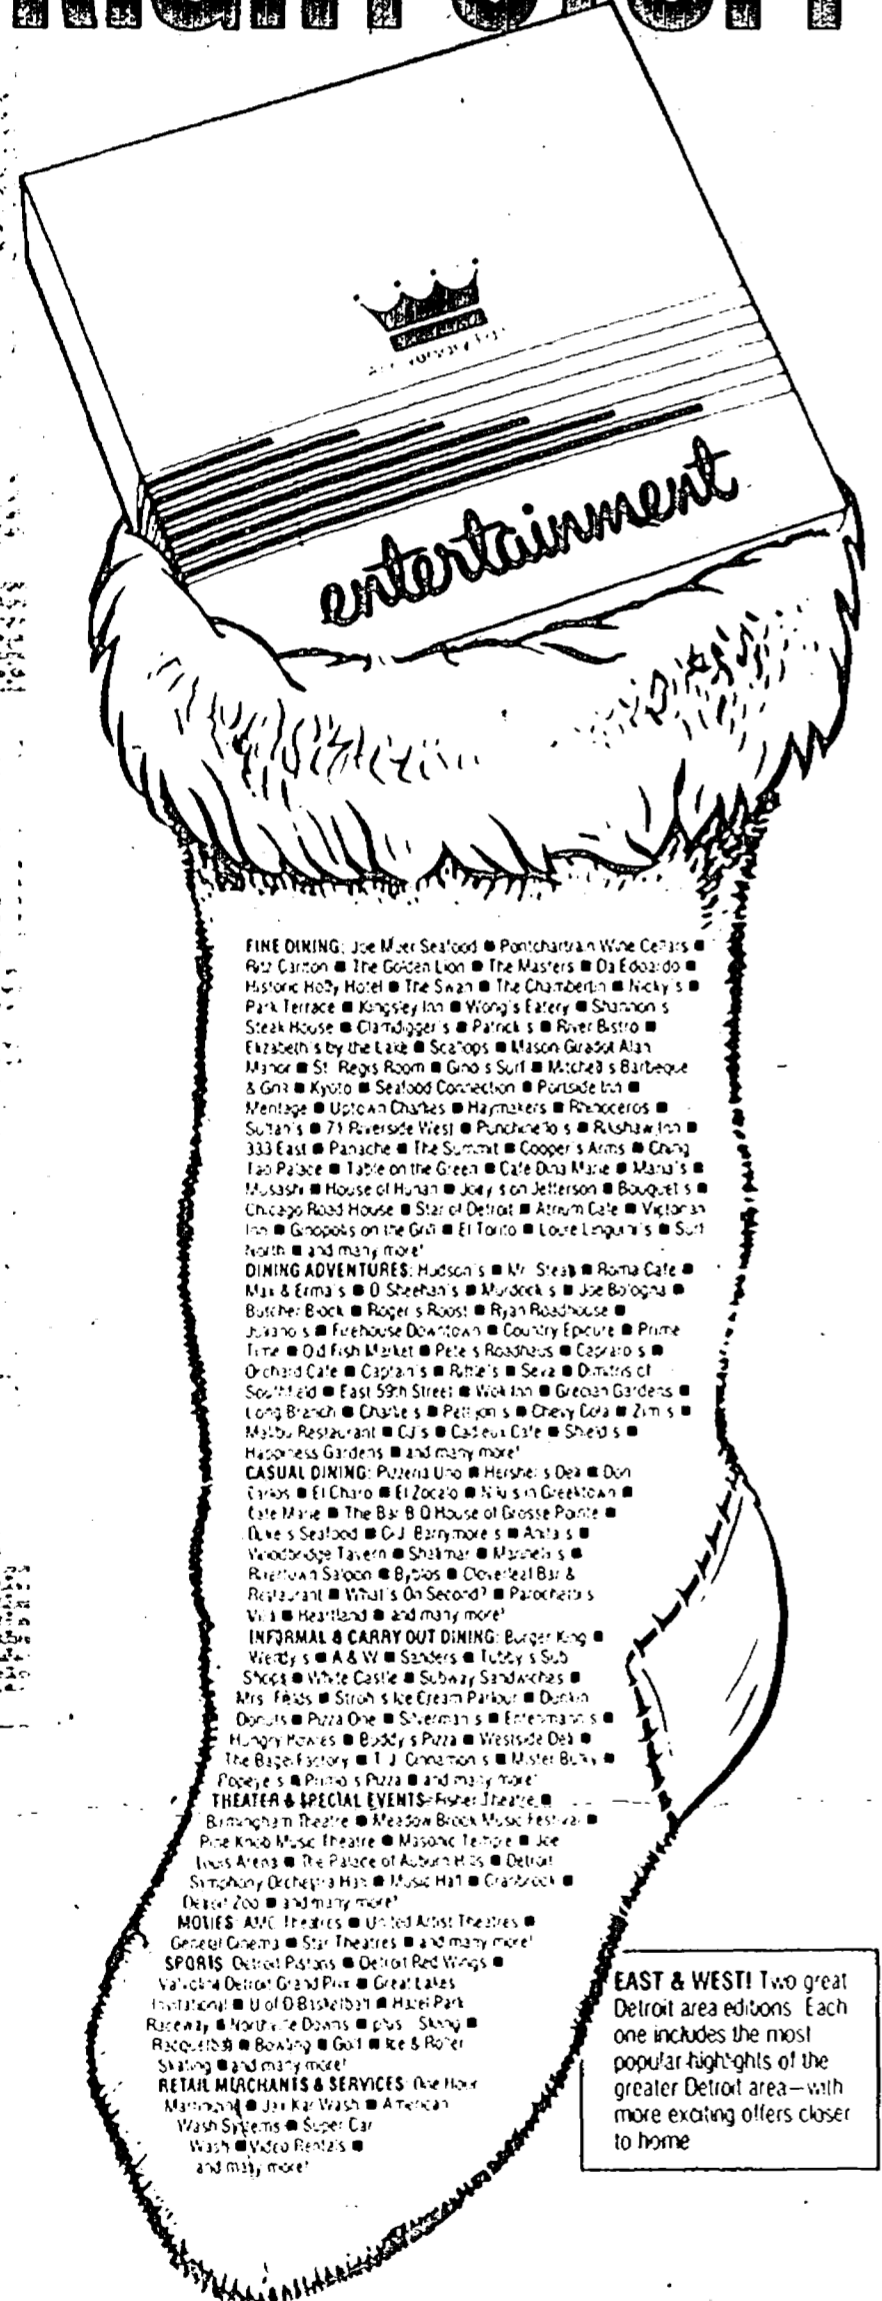 entertainment
FINE DINING: Joe Muer Seafood ■ Pontchartrain Wine Cellars ■
Ritz Carlton ■ The Golden Lion ■ The Masters ■ Da Edoardo ■
Historic Holly Hotel ■ The Swan ■ The Chambertin ■ Nicky's ■
Park Terrace ■ Kingsley Inn ■ Wong's Eatery ■ Shannon's
Steak House ■ Clamdigger's ■ Patrick's ■ River Bistro ■
Elizabeth's by the Lake ■ Scallops ■ Mason Giradot Alan
Manor ■ St. Regis Room ■ Gino's Surf ■ Mitchell's Barbeque
& Grill ■ Kyoto ■ Seafood Connection ■ Portside Inn ■
Meritage ■ Uptown Charlies ■ Haymakers ■ Rhinoceros ■
Sultan's ■ 71 Riverside West ■ Punchinello's ■ Rikshaw Inn ■
333 East ■ Panache ■ The Summit ■ Cooper's Arms ■ Ching
Tao Palace ■ Table on the Green ■ Cafe Dina Marie ■ Maria's ■
Musashi ■ House of Hunan ■ Joey's on Jefferson ■ Bouquet's ■
Chicago Road House ■ Star of Detroit ■ Atrium Cafe ■ Victorian
Inn ■ Ginopolis on the Grill ■ El Torito ■ Louie Linguini's ■ Surf
North ■ and many more!
DINING ADVENTURES: Hudson's ■ Mr. Steak ■ Roma Cafe ■
Max & Erma's ■ O'Sheehan's ■ Murdock's ■ Joe Bologna ■
Butcher Block ■ Roger's Roost ■ Ryan Roadhouse ■
Juliano's ■ Firehouse Downtown ■ Country Epicure ■ Prime
Time ■ Old Fish Market ■ Pete's Roadhaus ■ Capraro's ■
Orchard Cafe ■ Captain's ■ Ruthie's ■ Seva ■ Dimitris of
Southfield ■ East 59th Street ■ Wok Inn ■ Grecian Gardens ■
Long Branch ■ Charlie's ■ Pettijon's ■ Chevy Cola ■ Zim's ■
Malibu Restaurant ■ CJ's ■ Cadieux Cafe ■ Shield's ■
Happiness Gardens ■ and many more!
CASUAL DINING: Pizzeria Uno ■ Hershel's Deli ■ Don
Carlos ■ El Charo ■ El Zocalo ■ Niki's in Greektown ■
Cafe Marie ■ The Bar B Q House of Grosse Pointe ■
Duke's Seafood ■ C.J. Barrymore's ■ Anita's ■
Woodbridge Tavern ■ Shalimar ■ Marinela's ■
Rivertown Saloon ■ Byblos ■ Cloverleaf Bar &
Restaurant ■ What's On Second? ■ Parochetti's
Villa ■ Heartland ■ and many more!
INFORMAL & CARRY OUT DINING: Burger King ■
Wendy's ■ A & W ■ Sanders ■ Tubby's Sub
Shops ■ White Castle ■ Subway Sandwiches ■
Mrs. Fields ■ Stroh's Ice Cream Parlour ■ Dunkin
Donuts ■ Pizza One ■ Silverman's ■ Entenmann's ■
Hungry Howies ■ Buddy's Pizza ■ Westside Deli ■
The Bagel Factory ■ T.J. Cinnamon's ■ Mister Bulky ■
Popeye's ■ Primo's Pizza ■ and many more!
THEATER & SPECIAL EVENTS: Fisher Theatre ■
Birmingham Theatre ■ Meadow Brook Music Festival ■
Pine Knob Music Theatre ■ Masonic Temple ■ Joe
Louis Arena ■ The Palace of Auburn Hills ■ Detroit
Symphony Orchestra Hall ■ Music Hall ■ Cranbrook ■
Detroit Zoo ■ and many more!
MOVIES: AMC Theatres ■ United Artist Theatres ■
General Cinema ■ Star Theatres ■ and many more!
SPORTS: Detroit Pistons ■ Detroit Red Wings ■
Valvoline Detroit Grand Prix ■ Great Lakes
Invitational ■ U of D Basketball ■ Hazel Park
Raceway ■ Northville Downs ■ plus Skiing ■
Racquetball ■ Bowling ■ Golf ■ Ice & Roller
Skating ■ and many more!
RETAIL MERCHANTS & SERVICES: One Hour
Martinizing ■ Jax Kar Wash ■ American
Wash Systems ■ Super Car
Wash ■ Video Rentals ■
and many more!
EAST & WEST! Two great
Detroit area editions. Each
one includes the most
popular highlights of the
greater Detroit area—with
more exciting offers closer
to home